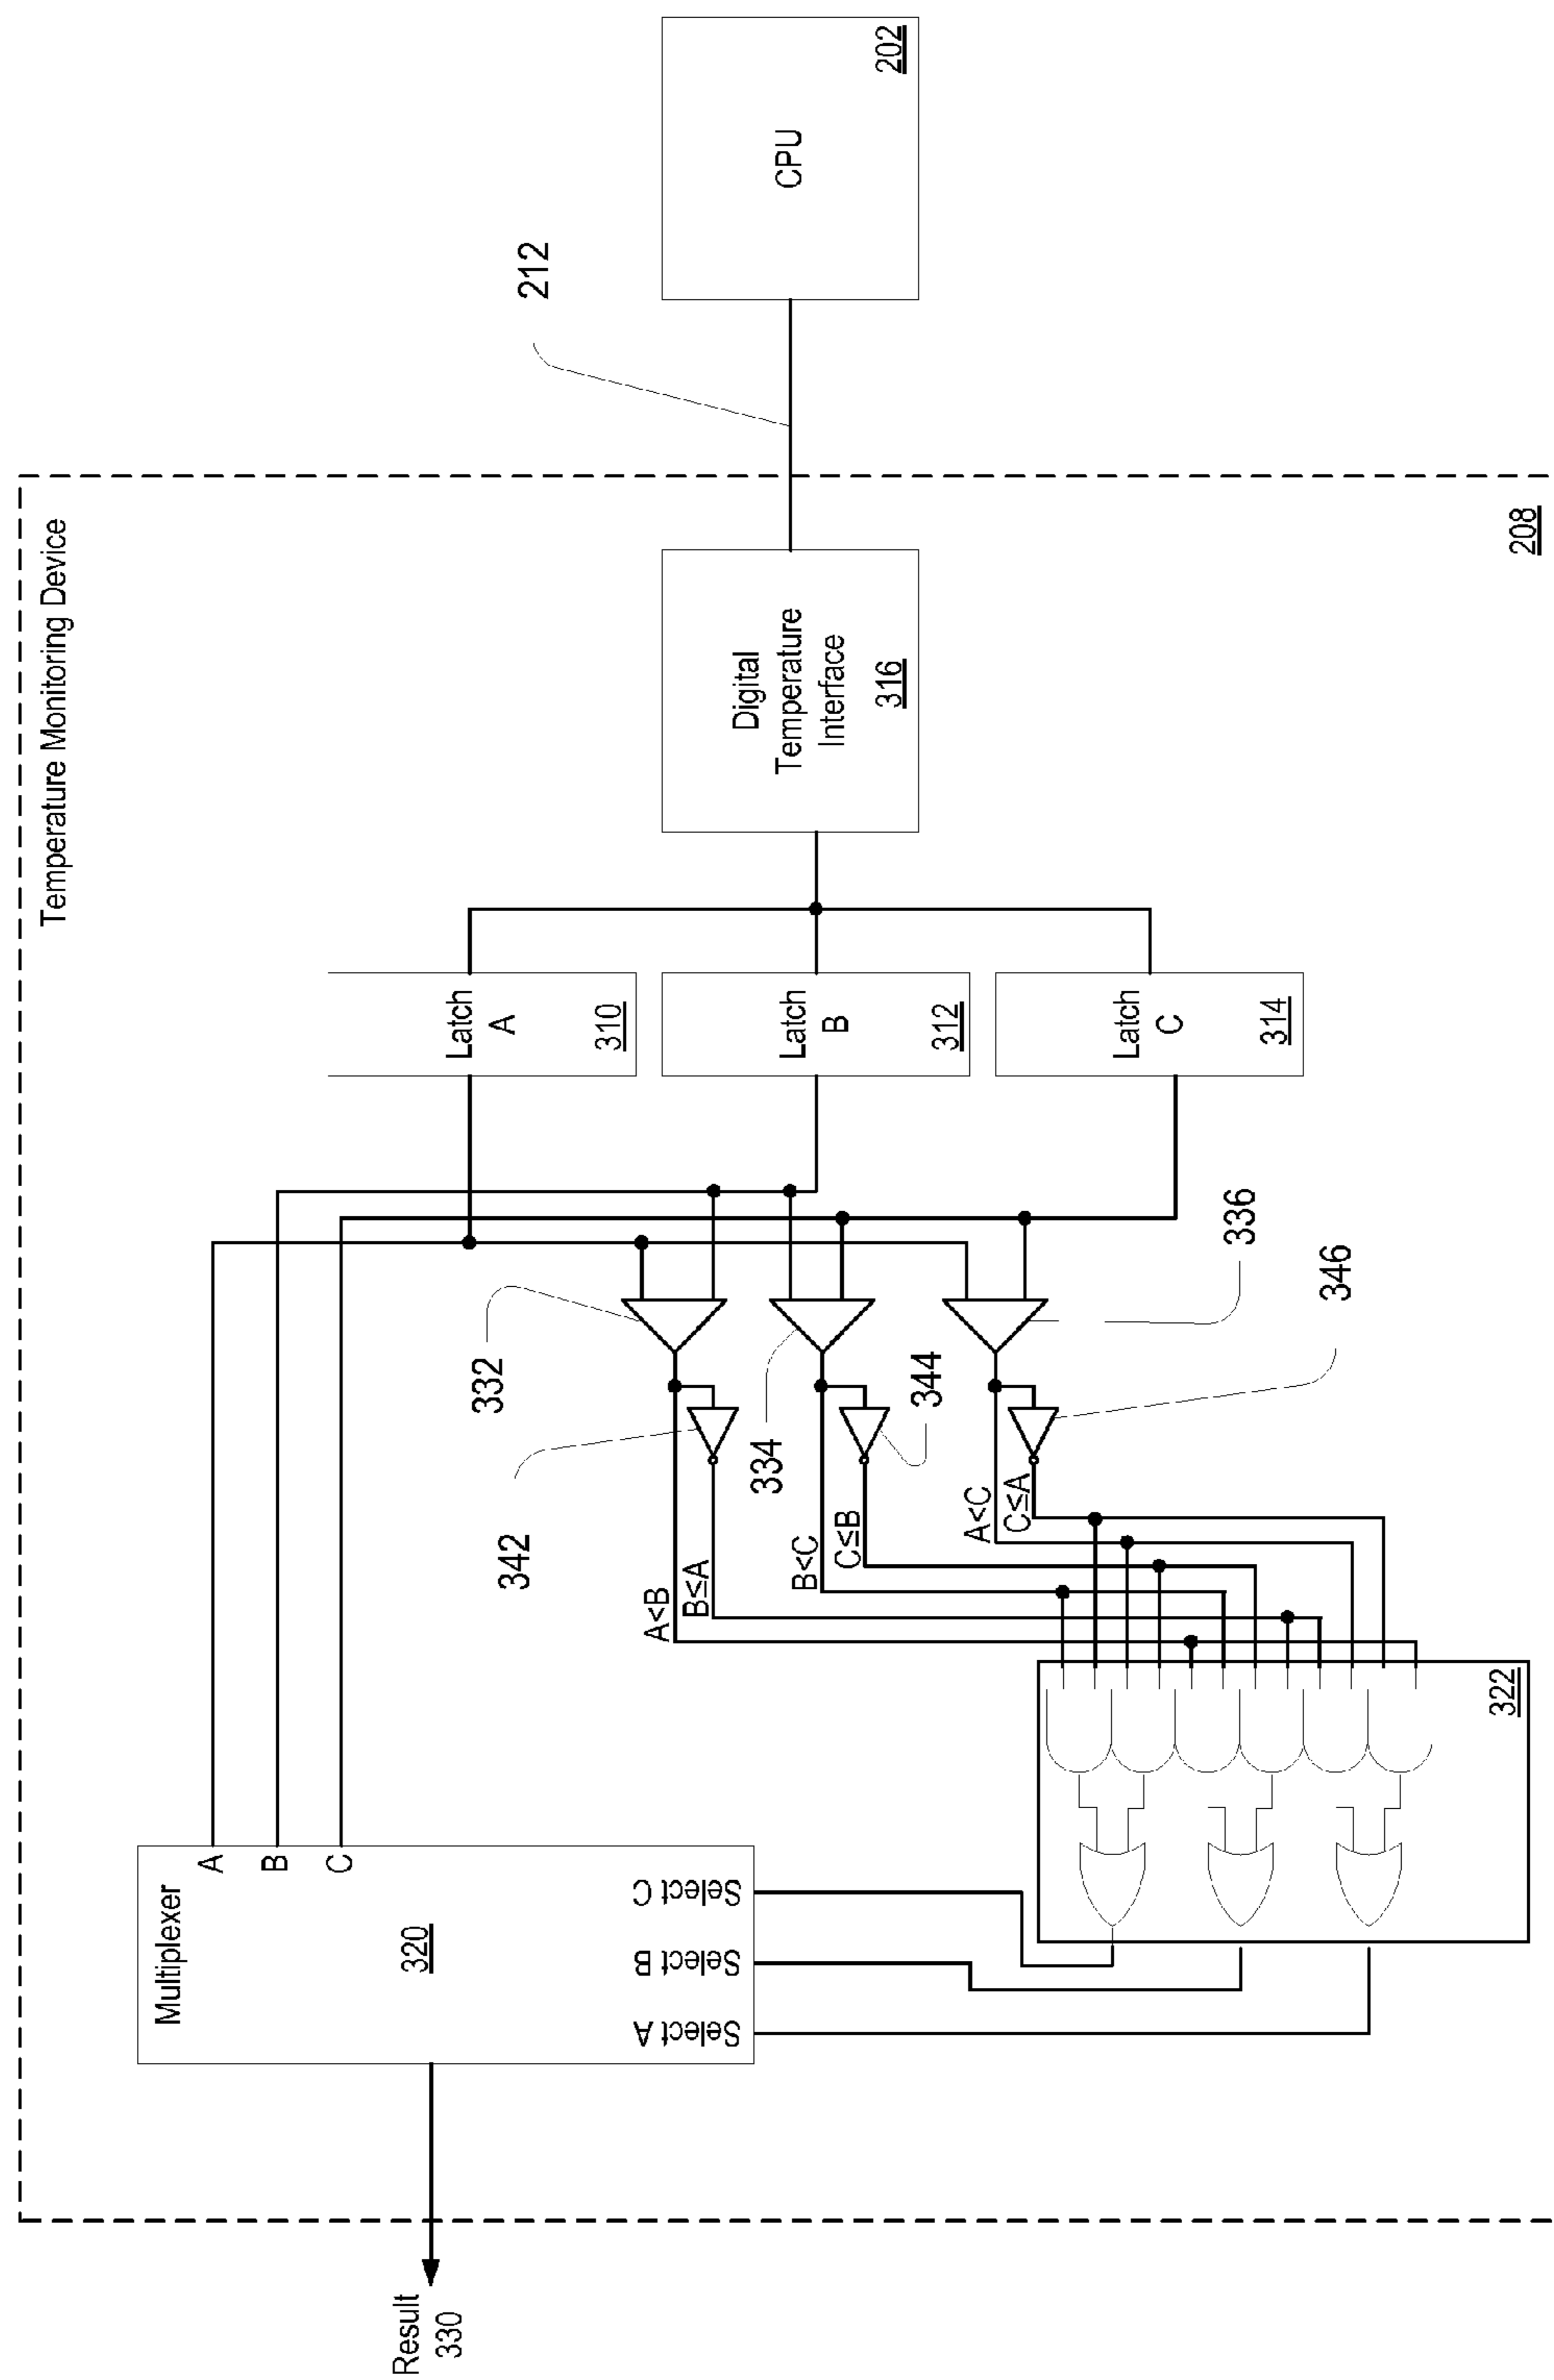 Temperature Monitoring Device
208
CPU
202
212
Digital
Temperature
Interface
316
Latch
A
310
Latch
B
312
Latch
C
314
332
334
336
342
344
346
A<B
B≤A
B<C
C≤B
A<C
C≤A
322
Multiplexer
320
A
B
C
Select C
Select B
Select A
Result
330